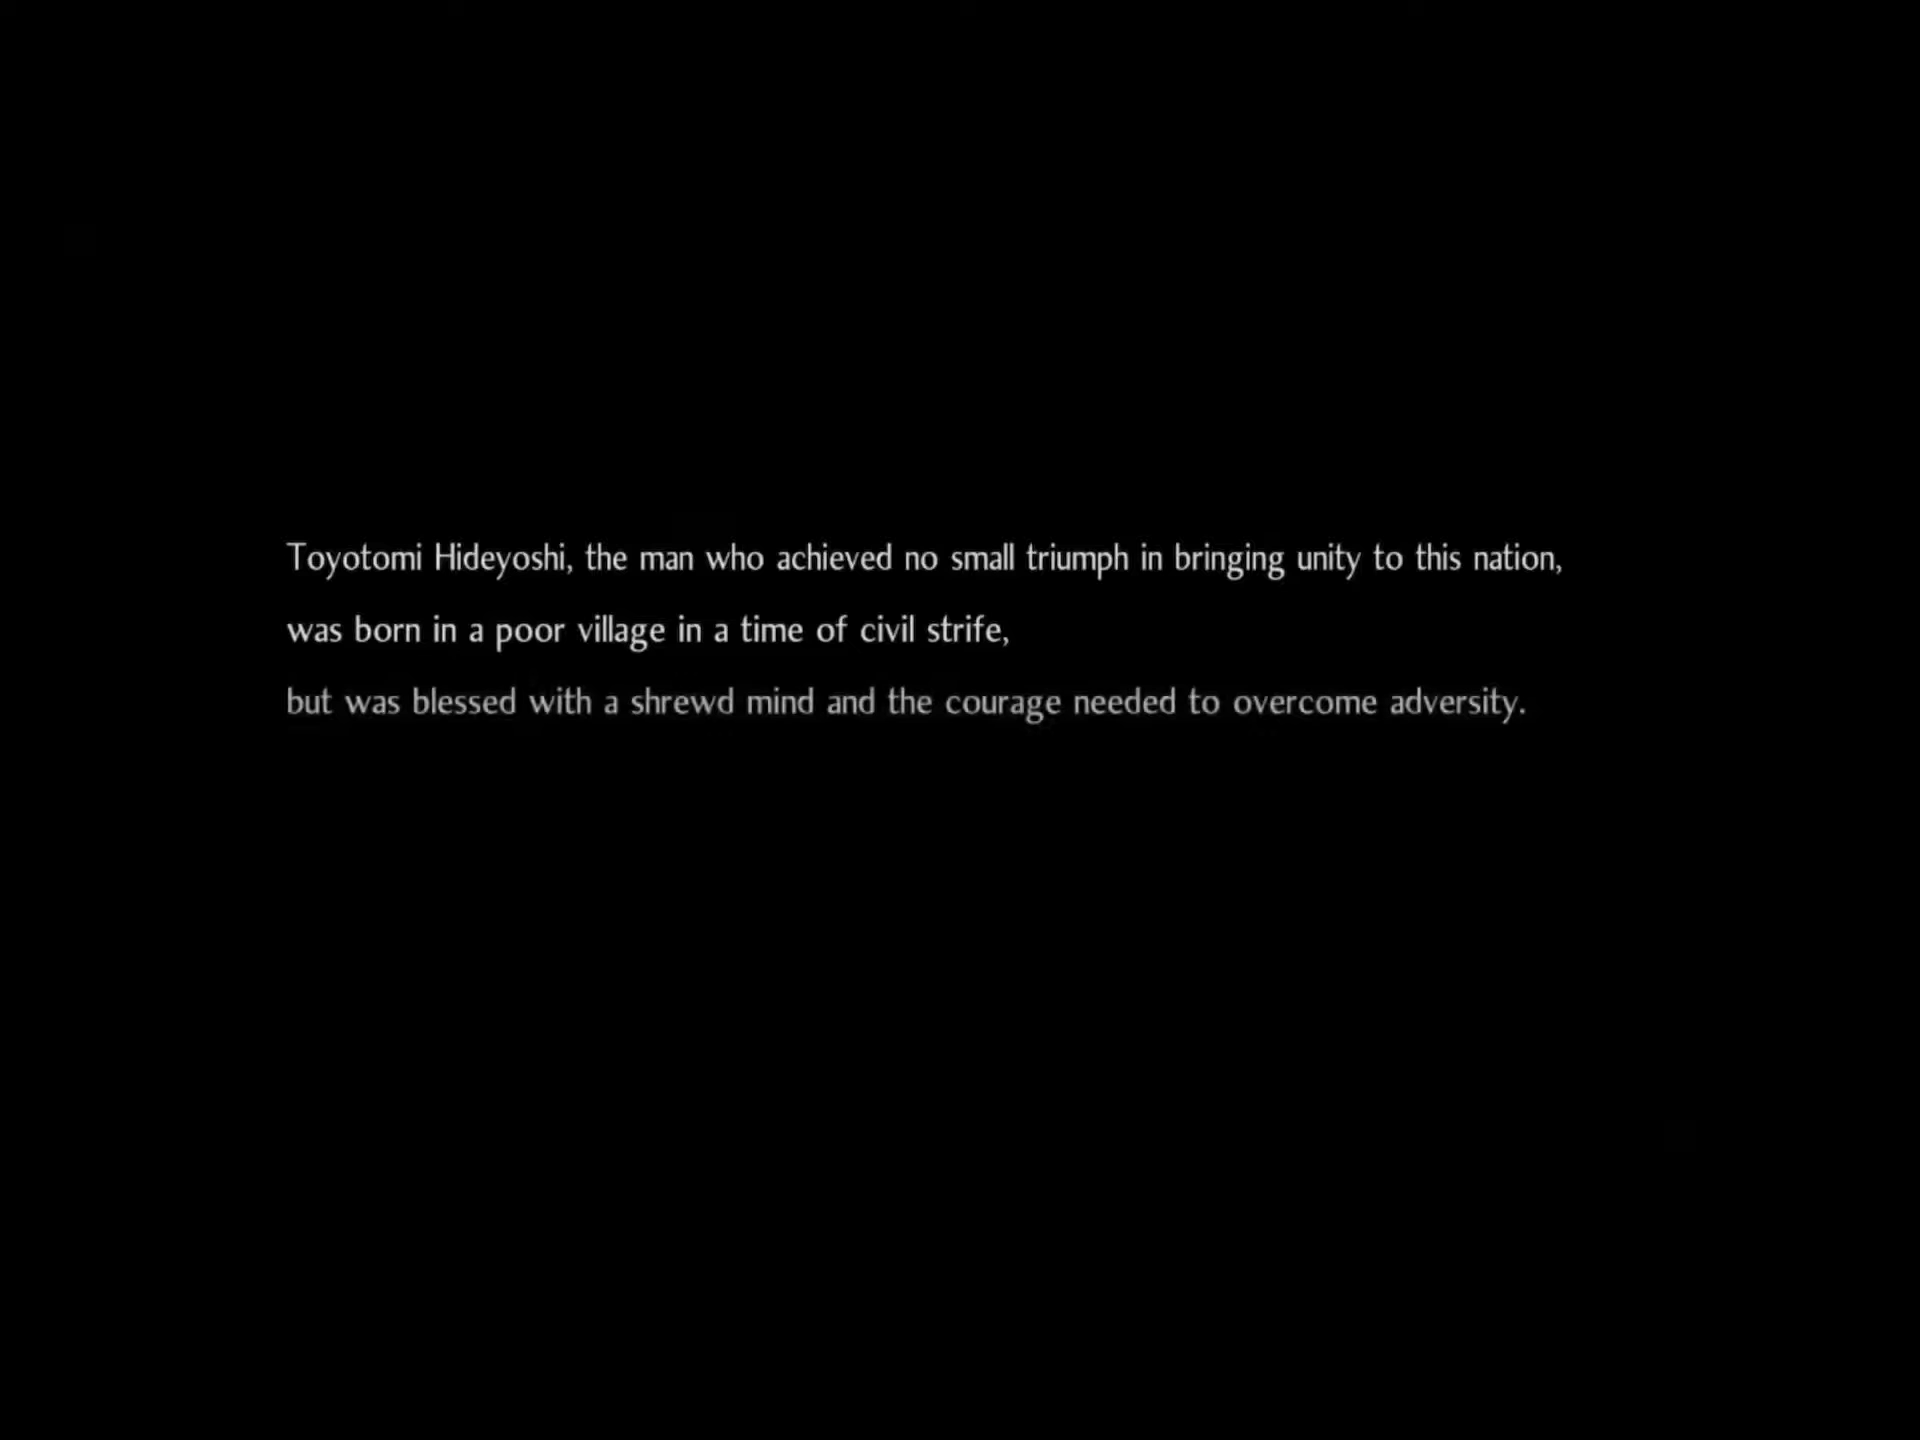 Toyotomi Hideyoshi, the man who achieved no small triumph in bringing unity to this nation,
was born in a poor village in a time of civil strife,
but was blessed with a shrewd mind and the courage needed to overcome adversity.